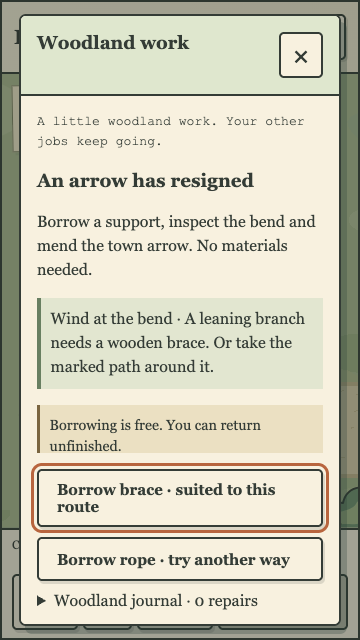 Woodland work
×
A little woodland work. Your other
jobs keep going.
An arrow has resigned
Borrow a support, inspect the bend and
mend the town arrow. No materials
needed.
Wind at the bend · A leaning branch
needs a wooden brace. Or take the
marked path around it.
Borrowing is free. You can return
unfinished.
Borrow brace · suited to this
route
Borrow rope · try another way
▶ Woodland journal · 0 repairs